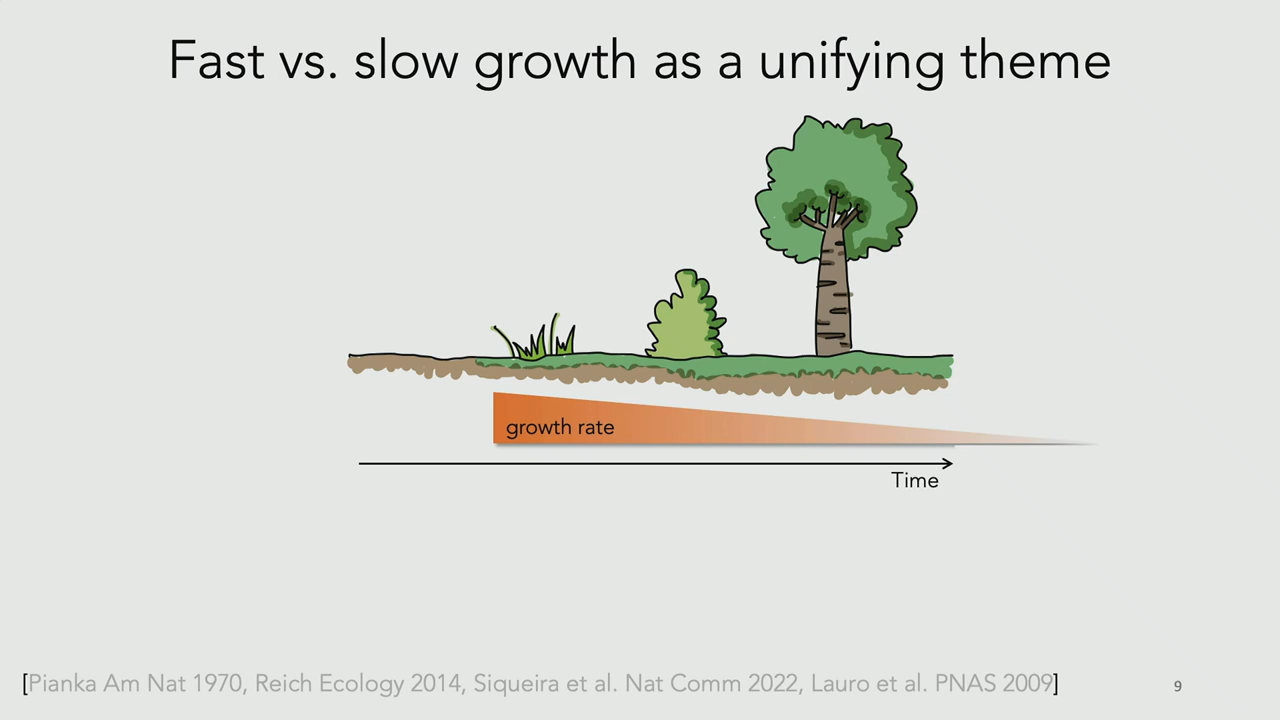 Fast vs. slow growth as a unifying theme
growth rate
Time
[Pianka Am Nat 1970, Reich Ecology 2014, Siqueira et al. Nat Comm 2022, Lauro et al. PNAS 2009]
9